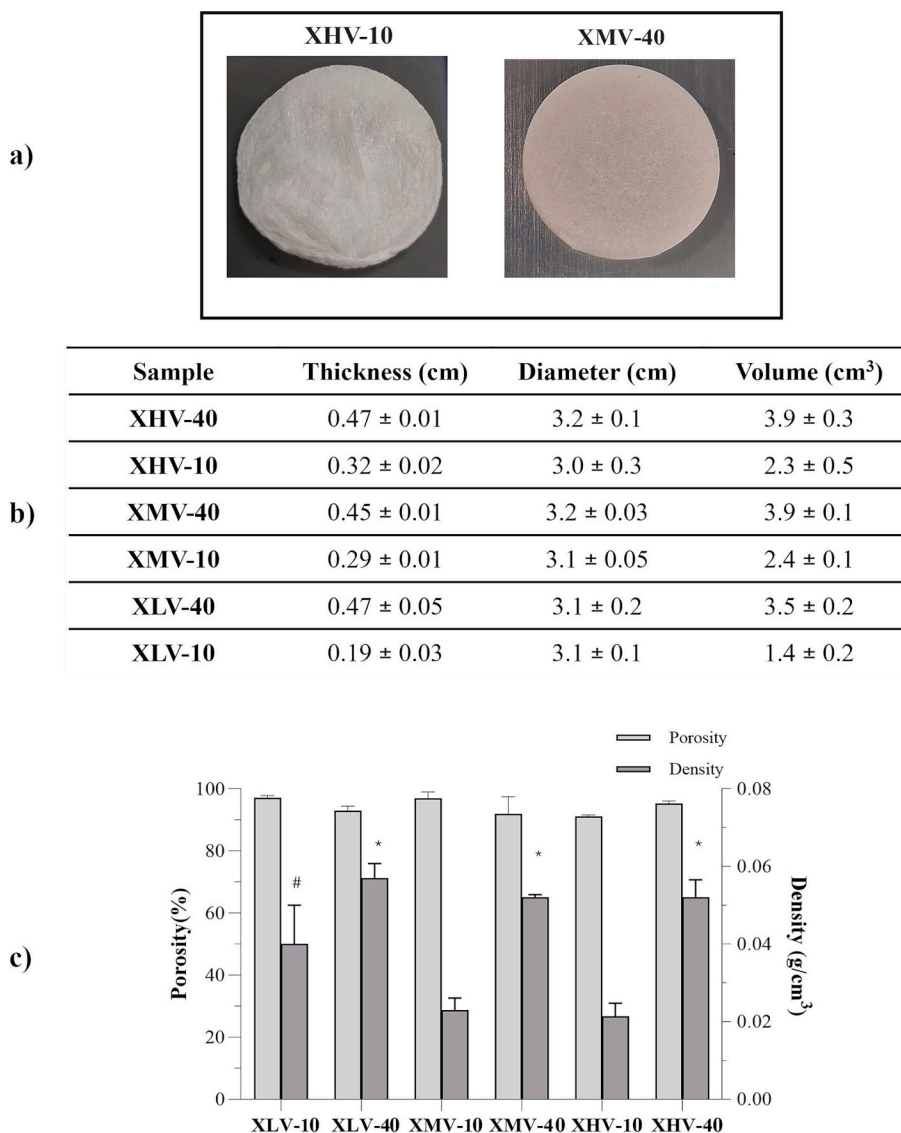 a)
XHV-10 XMV-40
b)
Sample Thickness (cm) Diameter (cm) Volume (cm³)
XHV-40 0.47 ± 0.01 3.2 ± 0.1 3.9 ± 0.3
XHV-10 0.32 ± 0.02 3.0 ± 0.3 2.3 ± 0.5
XMV-40 0.45 ± 0.01 3.2 ± 0.03 3.9 ± 0.1
XMV-10 0.29 ± 0.01 3.1 ± 0.05 2.4 ± 0.1
XLV-40 0.47 ± 0.05 3.1 ± 0.2 3.5 ± 0.2
XLV-10 0.19 ± 0.03 3.1 ± 0.1 1.4 ± 0.2
c)
Porosity
Density
Porosity(%)
100
80
60
40
20
0
# * * *
0.08
0.06
0.04
0.02
0.00
Density (g/cm³)
XLV-10 XLV-40 XMV-10 XMV-40 XHV-10 XHV-40